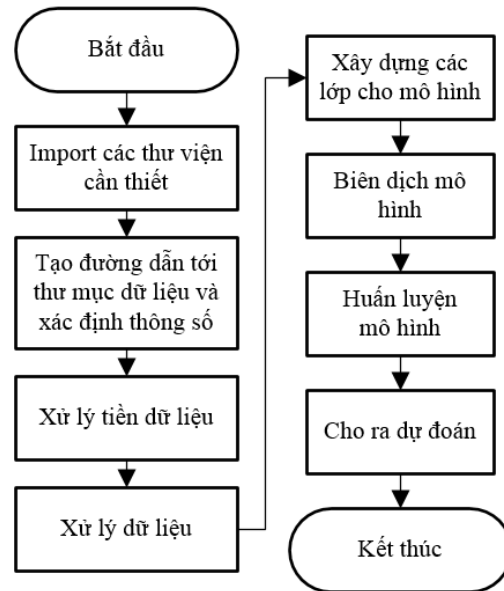 Bắt đầu
Import các thư viện
cần thiết
Tạo đường dẫn tới
thư mục dữ liệu và
xác định thông số
Xử lý tiền dữ liệu
Xử lý dữ liệu
Xây dựng các
lớp cho mô hình
Biên dịch mô
hình
Huấn luyện
mô hình
Cho ra dự đoán
Kết thúc